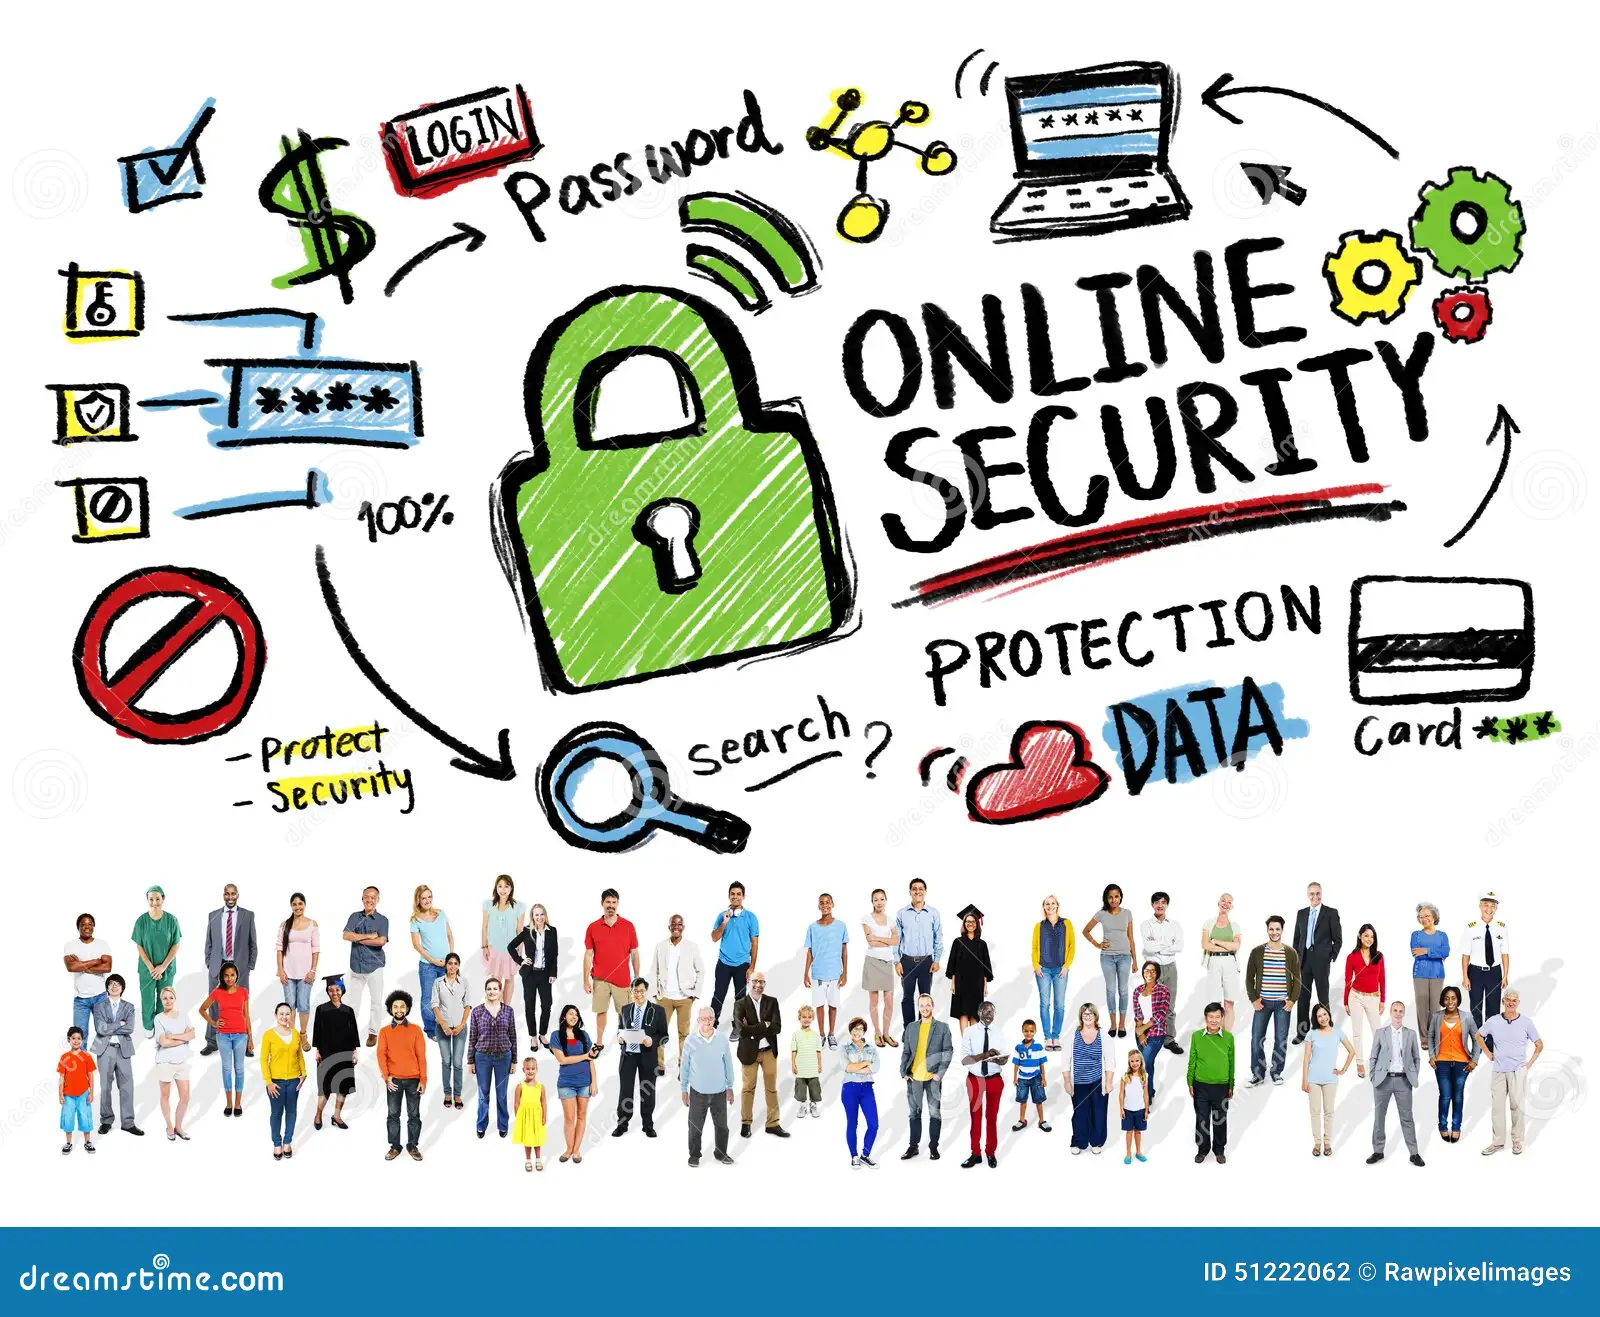 LOGIN
Password
*****
ONLINE
SECURITY
****
100%
PROTECTION
DATA
Card ***
- Protect
- Security
search?
dreamstime.com
ID 51222062 © Rawpixelimages